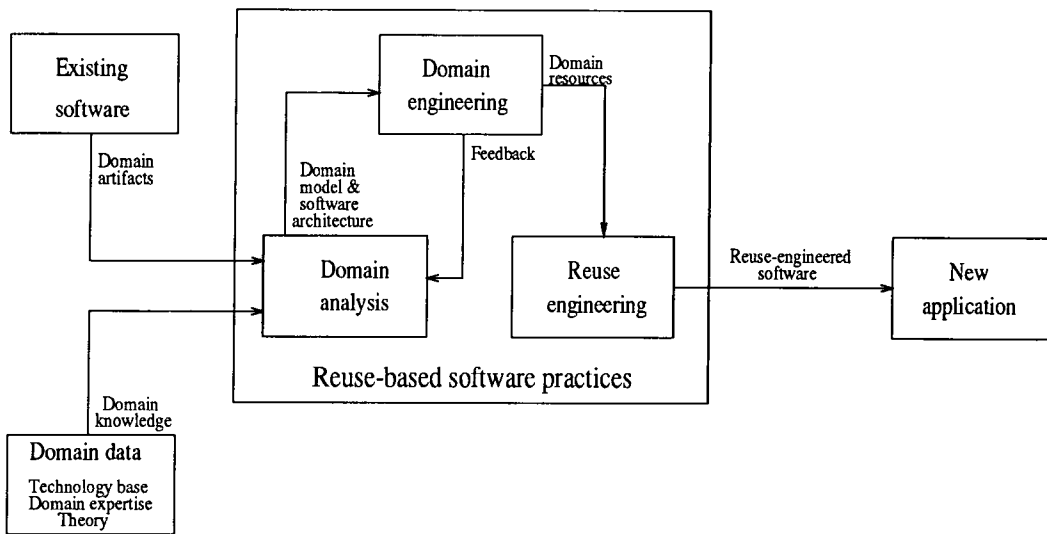 Existing
software
Domain
artifacts
Domain
engineering
Domain
resources
Feedback
Domain
model &
software
architecture
Domain
analysis
Reuse
engineering
Reuse-based software practices
Reuse-engineered
software
New
application
Domain
knowledge
Domain data
Technology base
Domain expertise
Theory